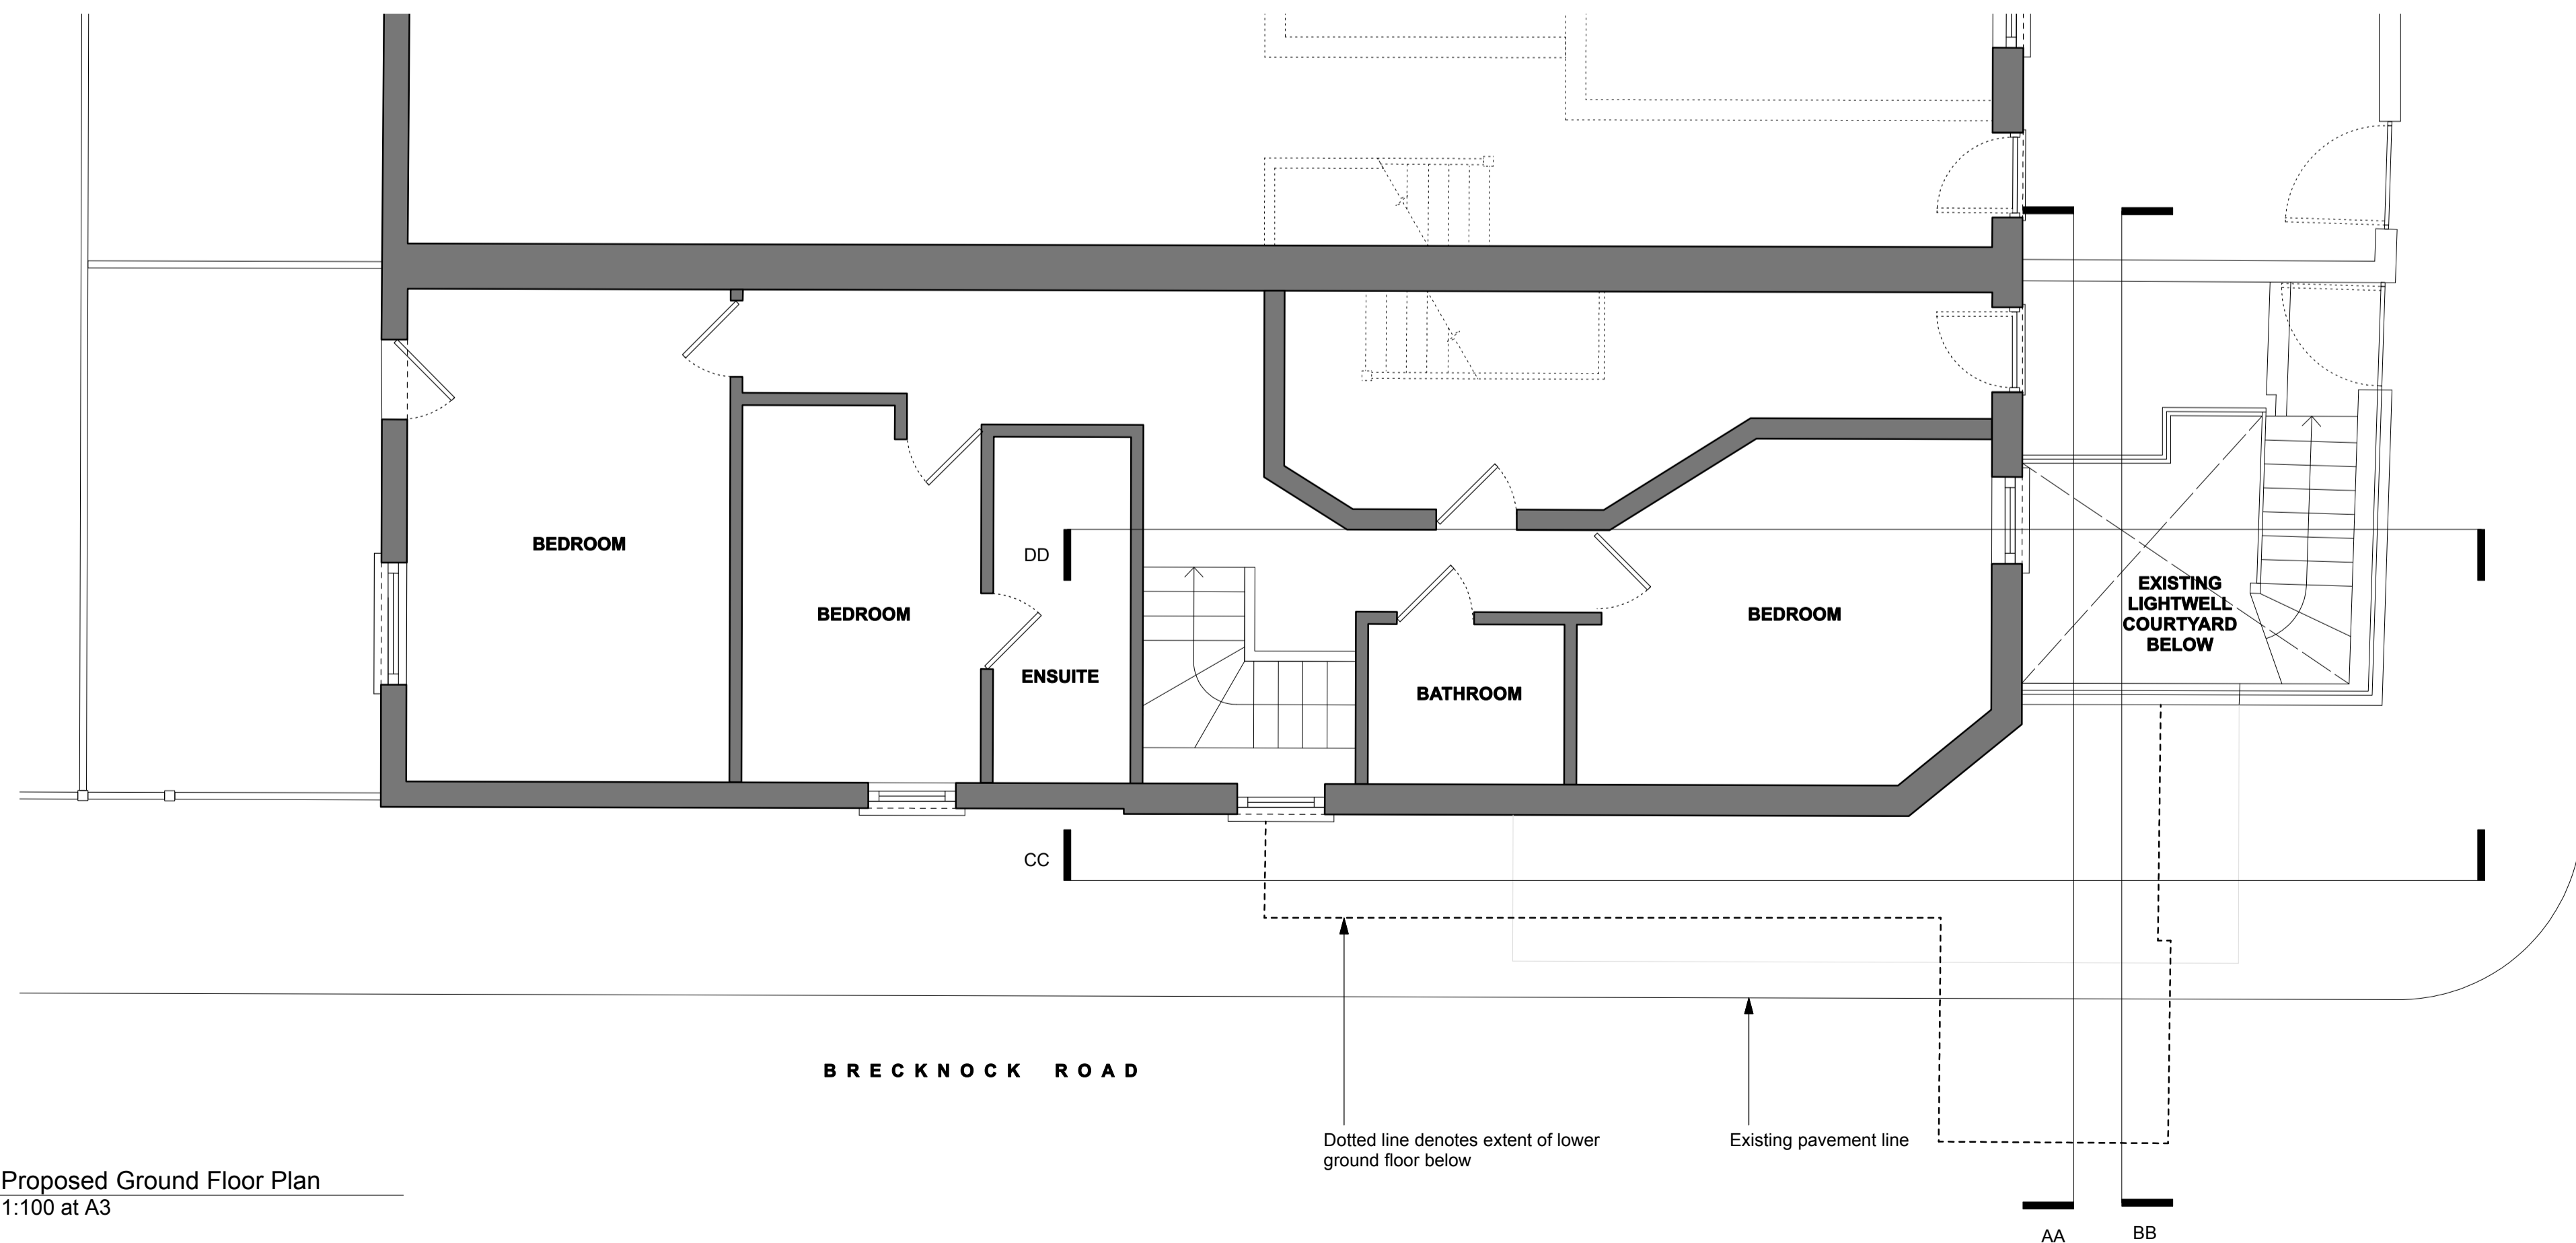 BEDROOM
DD
BEDROOM
ENSUITE
BATHROOM
BEDROOM
EXISTING
LIGHTWELL
COURTYARD
BELOW
CC
BRECKNOCK ROAD
Dotted line denotes extent of lower
ground floor below
Existing pavement line
Proposed Ground Floor Plan
1:100 at A3
AA
BB